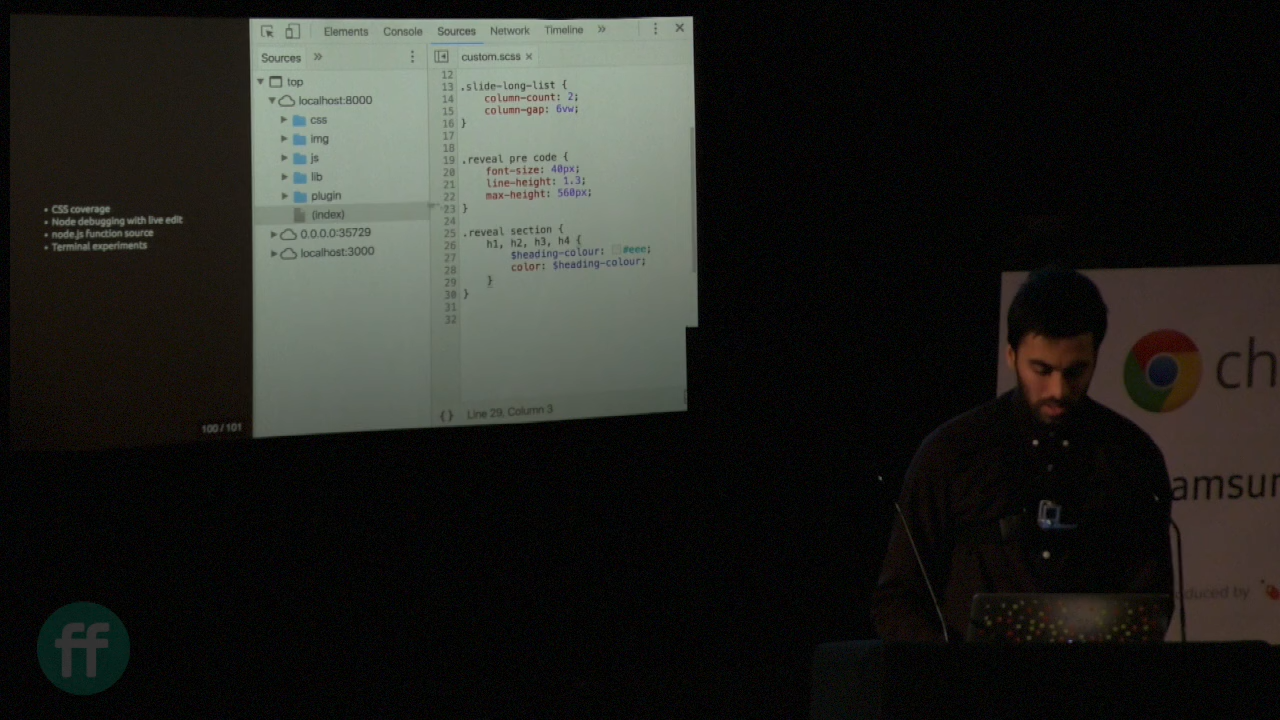 Elements Console Sources Network Timeline »
Sources »
custom.scss ×
top
localhost:8000
css
img
js
lib
plugin
(index)
0.0.0.0:35729
localhost:3000
12
13 .slide-long-list {
14 column-count: 2;
15 column-gap: 6vw;
16 }
17
18
19 .reveal pre code {
20 font-size: 40px;
21 line-height: 1.3;
22 max-height: 560px;
23 }
24
25 .reveal section {
26 h1, h2, h3, h4 {
27 $heading-colour: #eee;
28 color: $heading-colour;
29 }
30 }
31
32
{ } Line 29, Column 3
• CSS coverage
• Node debugging with live edit
• node.js function source
• Terminal experiments
100 / 101
ch
amsun
duced by
ff